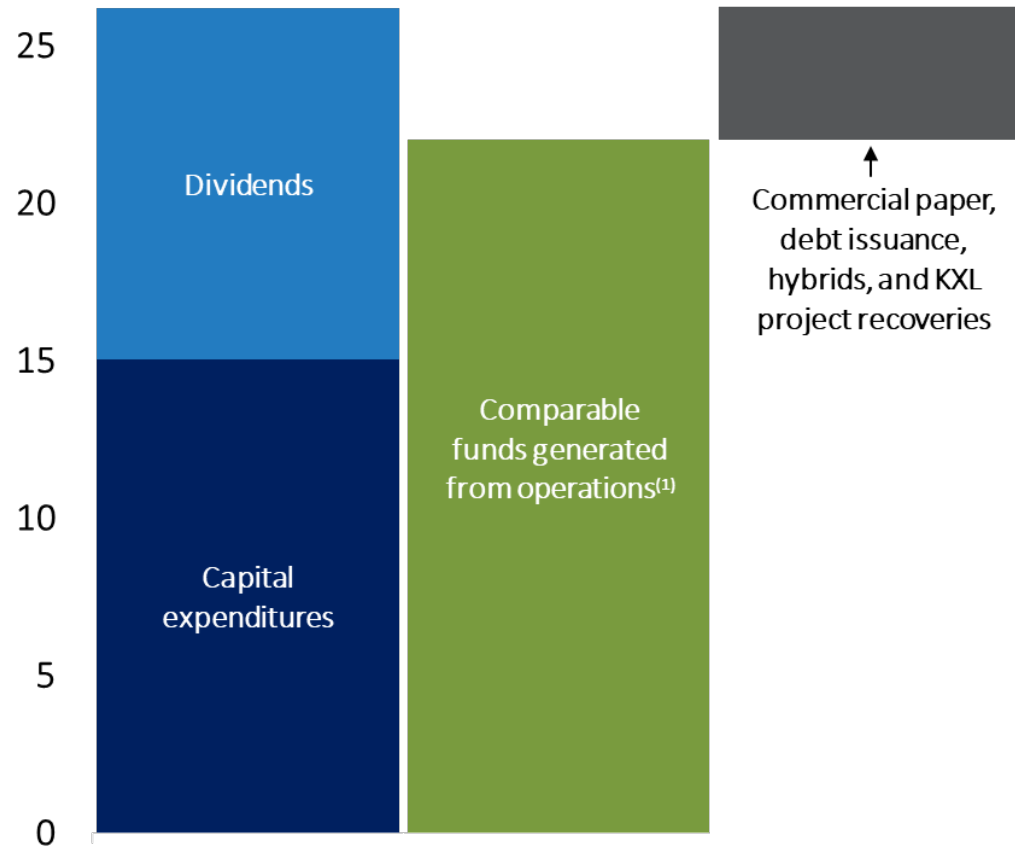 25
20
15
10
5
0
Dividends
Capital
expenditures
Comparable
funds generated
from operations(1)
Commercial paper,
debt issuance,
hybrids, and KXL
project recoveries